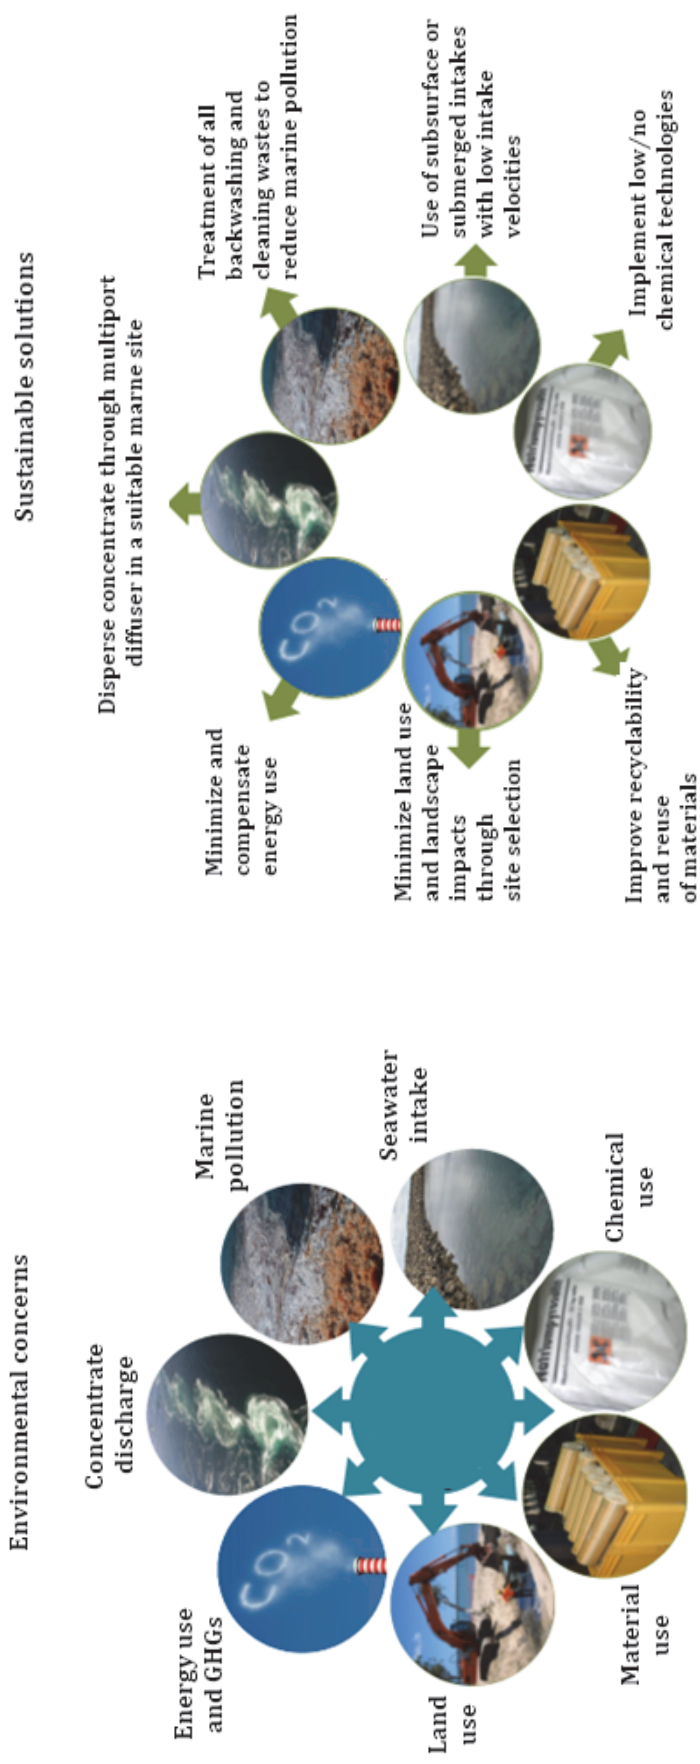 Environmental concerns
Concentrate
discharge
Marine
pollution
Seawater
intake
Chemical
use
Material
use
Land
use
Energy use
and GHGs
CO2
Sustainable solutions
Disperse concentrate through multiport
diffuser in a suitable marne site
Treatment of all
backwashing and
cleaning wastes to
reduce marine pollution
Use of subsurface or
submerged intakes
with low intake
velocities
Implement low/no
chemical technologies
Improve recyclability
and reuse
of materials
Minimize land use
and landscape
impacts
through
site selection
Minimize and
compensate
energy use
CO2